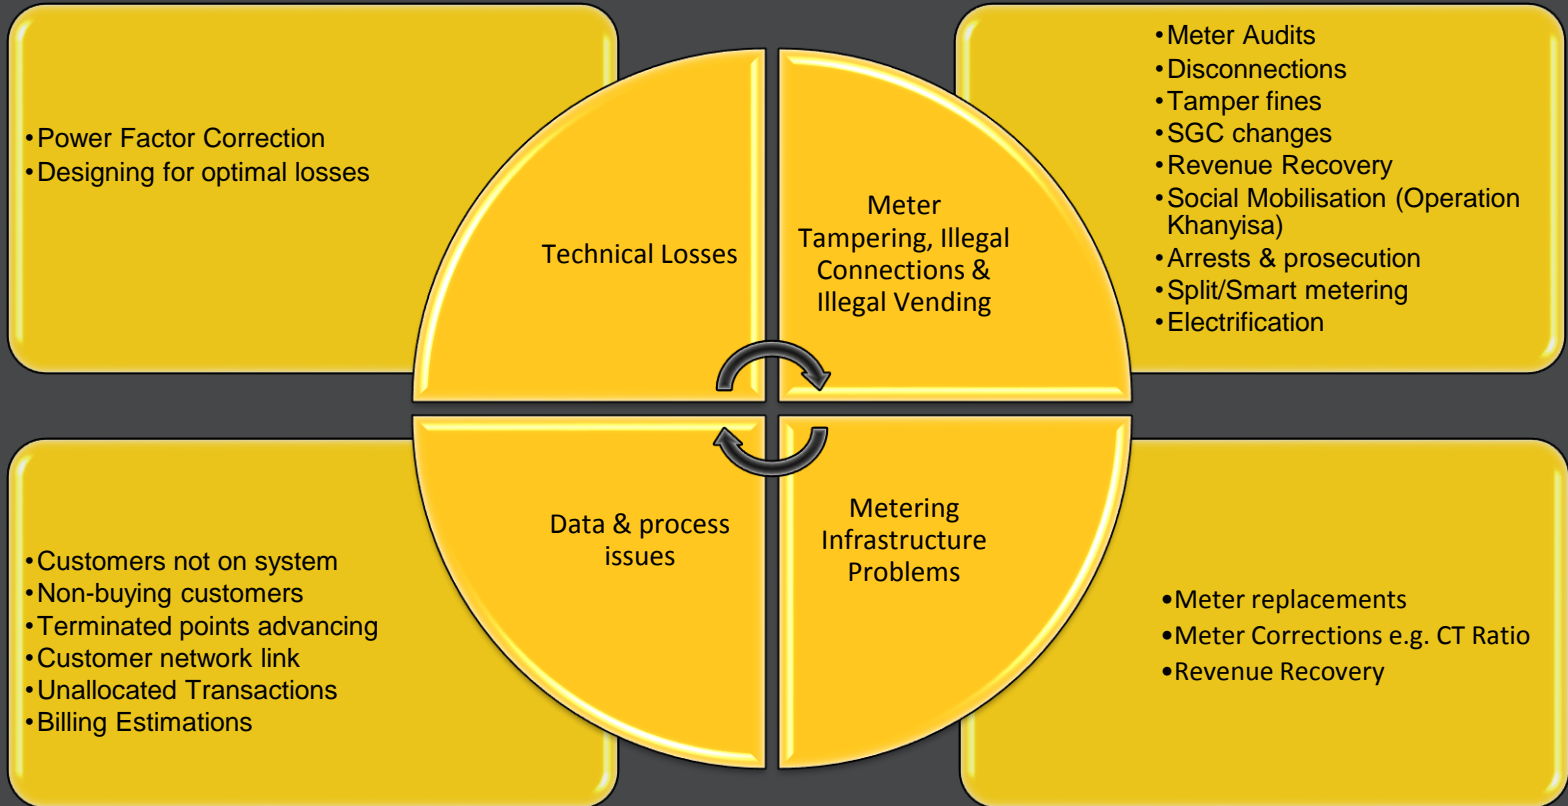 •Power Factor Correction
•Designing for optimal losses
Technical Losses
Meter
Tampering, Illegal
Connections &
Illegal Vending
•Meter Audits
•Disconnections
•Tamper fines
•SGC changes
•Revenue Recovery
•Social Mobilisation (Operation
Khanyisa)
•Arrests & prosecution
•Split/Smart metering
•Electrification
•Customers not on system
•Non-buying customers
•Terminated points advancing
•Customer network link
•Unallocated Transactions
•Billing Estimations
Data & process
issues
Metering
Infrastructure
Problems
•Meter replacements
•Meter Corrections e.g. CT Ratio
•Revenue Recovery